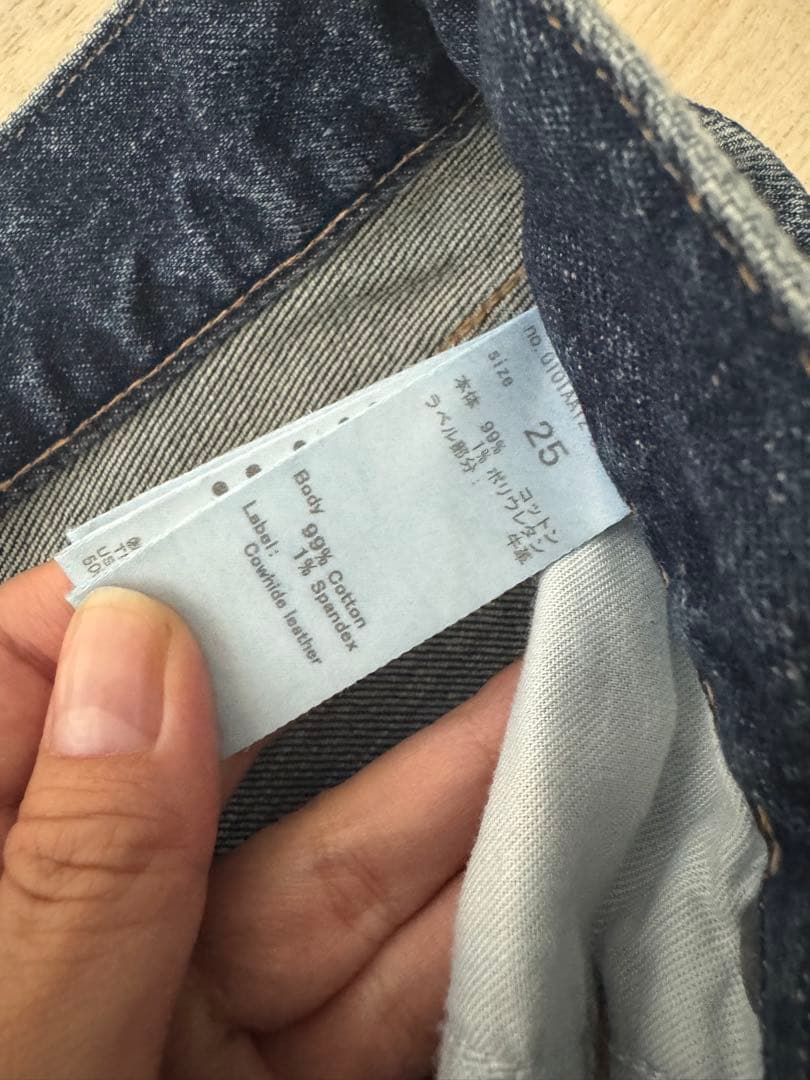 size 25
本体 99% コットン
1% ポリウレタン
ラベル部分: 牛革
Body 99% Cotton
1% Spandex
Label:
Cowhide leather